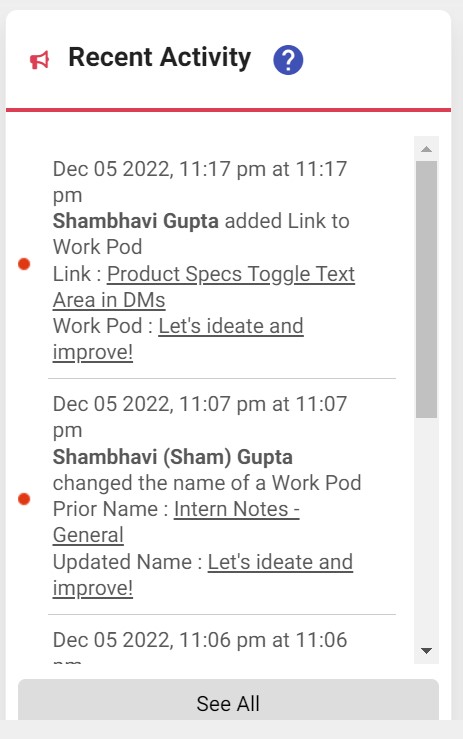 Recent Activity ?
Dec 05 2022, 11:17 pm at 11:17
pm
Shambhavi Gupta added Link to
Work Pod
Link : Product Specs Toggle Text
Area in DMs
Work Pod : Let's ideate and
improve!
Dec 05 2022, 11:07 pm at 11:07
pm
Shambhavi (Sham) Gupta
changed the name of a Work Pod
Prior Name : Intern Notes -
General
Updated Name : Let's ideate and
improve!
Dec 05 2022, 11:06 pm at 11:06
pm
See All